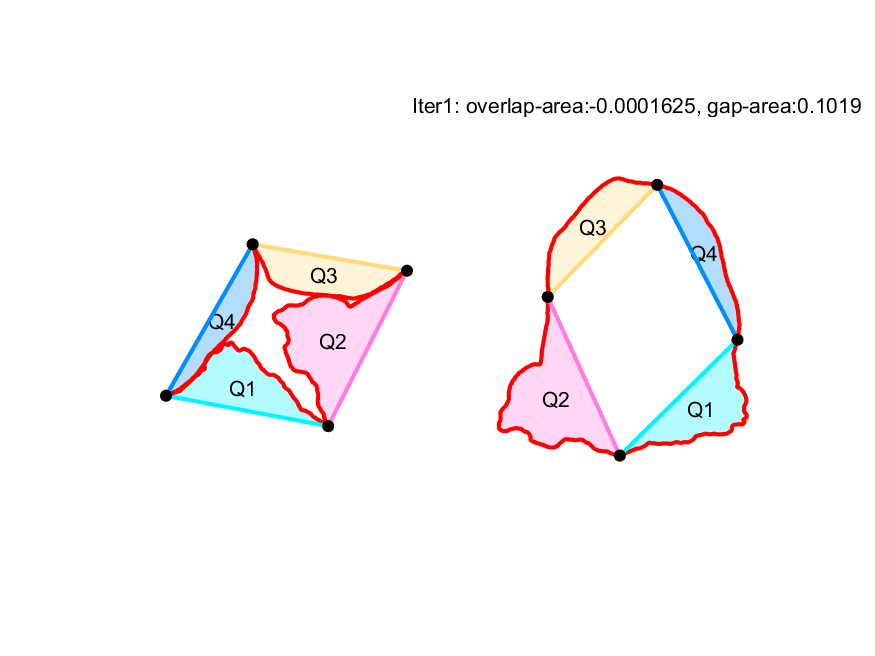 Iter1: overlap-area:-0.0001625, gap-area:0.1019
Q3
Q4
Q2
Q1
Q3
Q4
Q2
Q1